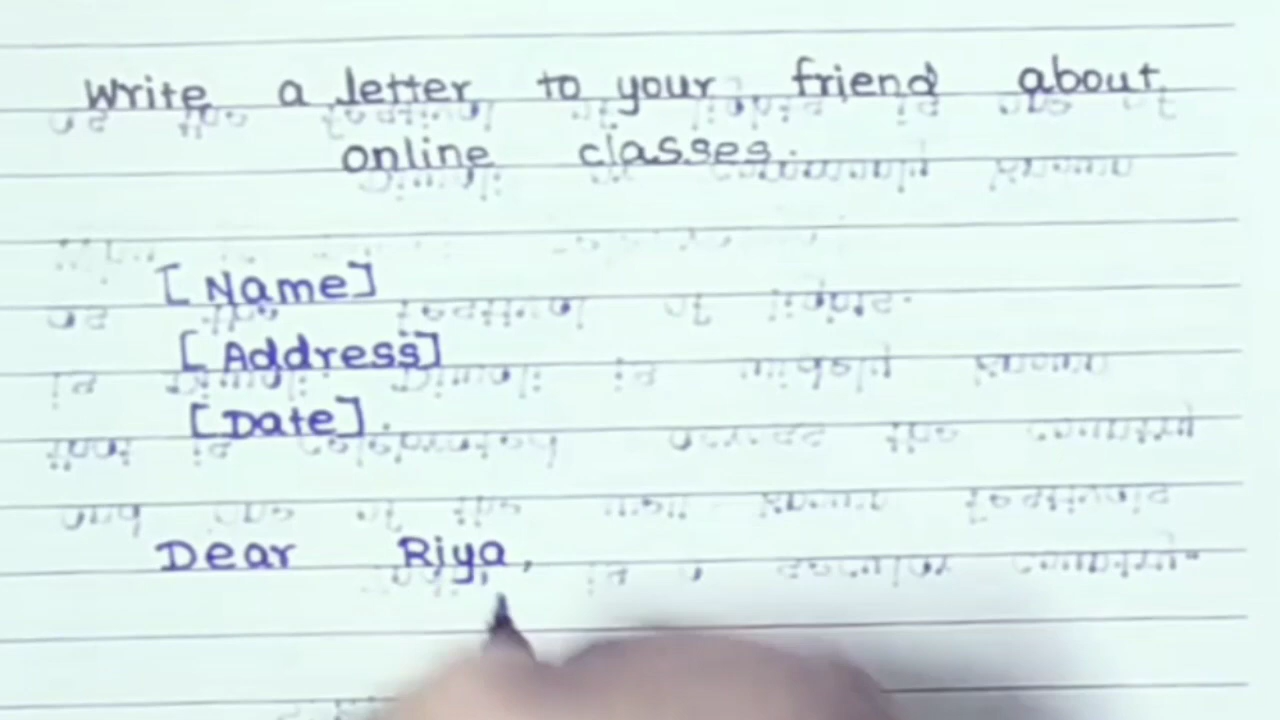 Write a letter to your friend about
online classes.
[Name]
[Address]
[Date].
Dear Riya,